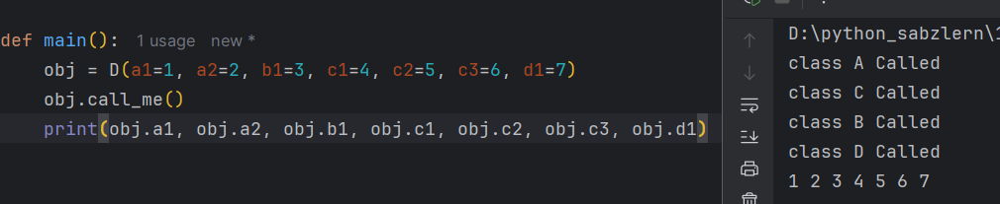 def main(): 1 usage new *
obj = D(a1=1, a2=2, b1=3, c1=4, c2=5, c3=6, d1=7)
obj.call_me()
print(obj.a1, obj.a2, obj.b1, obj.c1, obj.c2, obj.c3, obj.d1)
D:\python_sabzlern\1
class A Called
class C Called
class B Called
class D Called
1 2 3 4 5 6 7